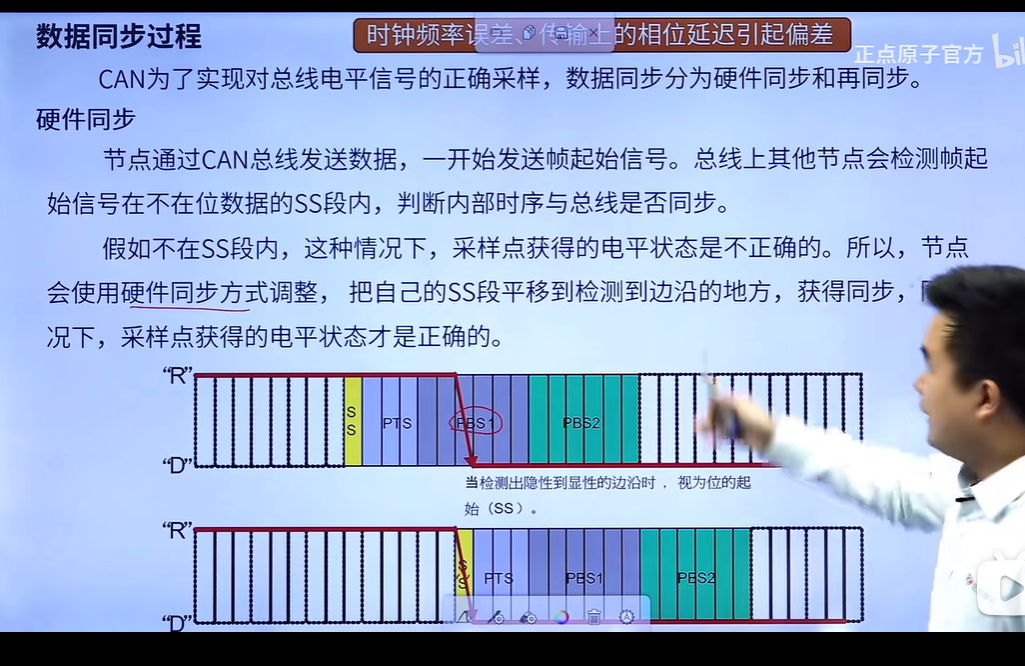 数据同步过程
时钟频率误差、传输上的相位延迟引起偏差
正点原子官方
CAN为了实现对总线电平信号的正确采样，数据同步分为硬件同步和再同步。
硬件同步
节点通过CAN总线发送数据，一开始发送帧起始信号。总线上其他节点会检测帧起
始信号在不在位数据的SS段内，判断内部时序与总线是否同步。
假如不在SS段内，这种情况下，采样点获得的电平状态是不正确的。所以，节点
会使用硬件同步方式调整， 把自己的SS段平移到检测到边沿的地方，获得同步，
况下，采样点获得的电平状态才是正确的。
“R”
S
S
PTS
PBS1
PBS2
“D”
当检测出隐性到显性的边沿时 ，视为位的起
始（SS）。
“R”
S
S
PTS
PBS1
PBS2
“D”